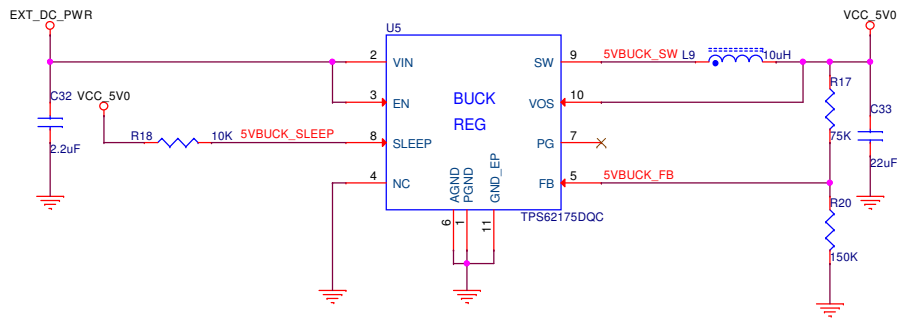 EXT_DC_PWR
VCC_5V0
U5
2 VIN SW 9 5VBUCK_SW L9 10uH
C32 VCC_5V0 R17
3 EN BUCK VOS 10 C33
R18 10K 5VBUCK_SLEEP 8 SLEEP REG PG 7 75K
2.2uF 22uF
4 NC FB 5 5VBUCK_FB
AGND PGND GND_EP
TPS62175DQC R20
6 1 11
150K